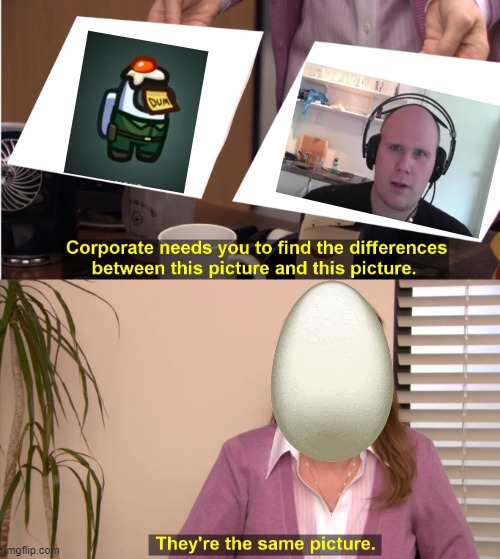 DUM
Corporate needs you to find the differences
between this picture and this picture.
They're the same picture.
imgflip.com